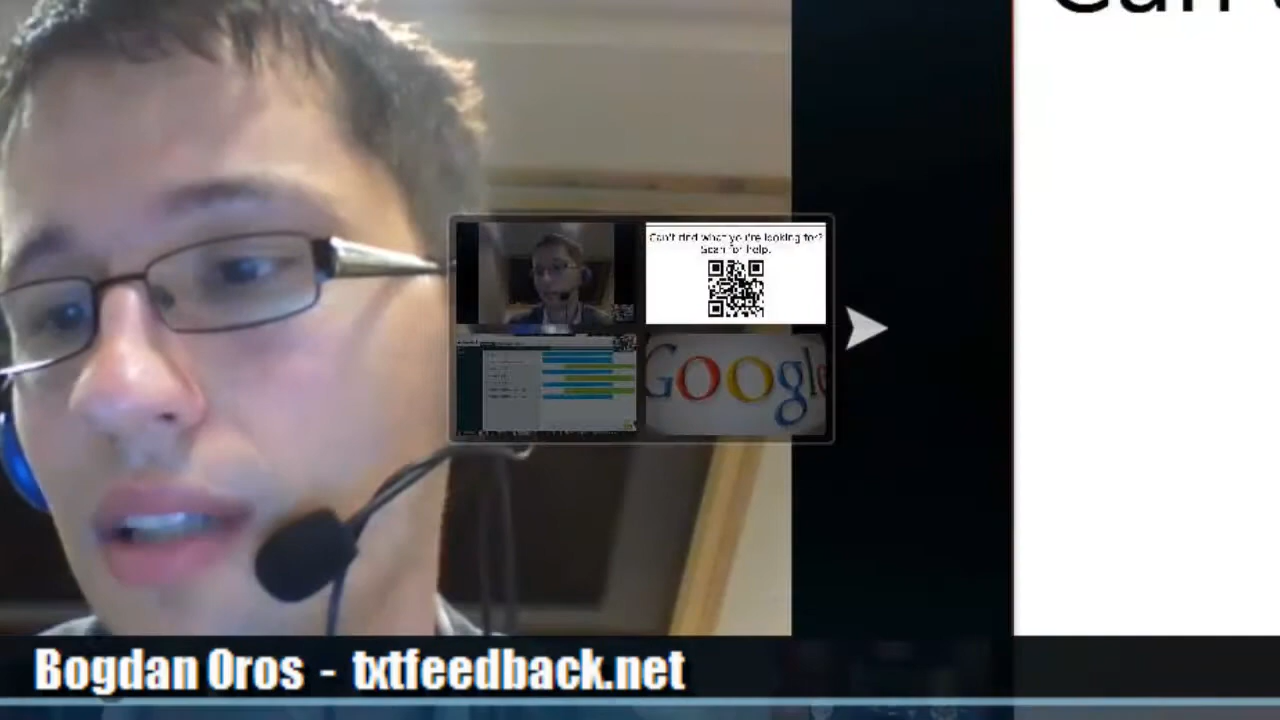 Can't find what you're looking for?
Scan for help.
Google
Bogdan Oros - txtfeedback.net